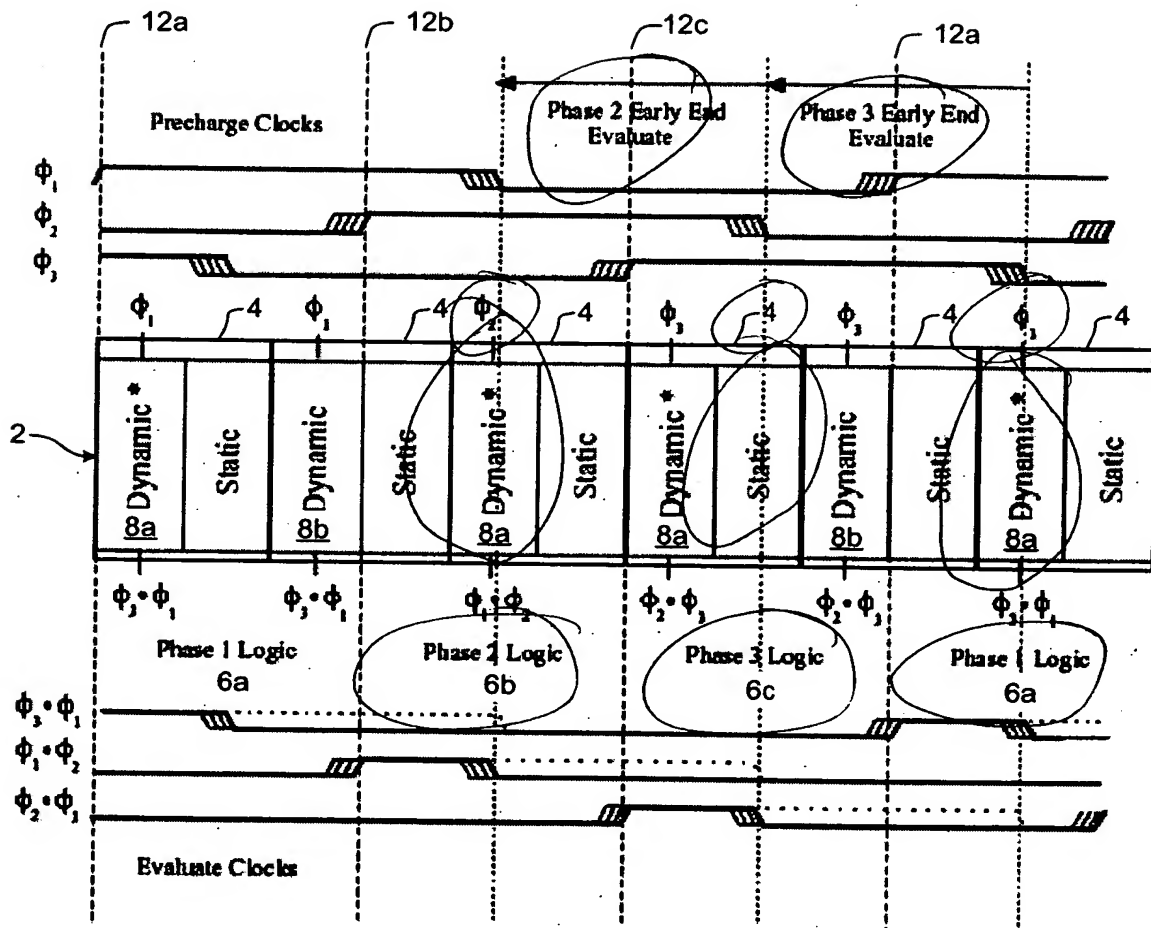 12a 12b 12c 12a
Precharge Clocks
Phase 2 Early End
Evaluate
Phase 3 Early End
Evaluate
ϕ1
ϕ2
ϕ3
ϕ1 4 ϕ1 4 4 ϕ3 4 ϕ3 4 ϕ3 4
2
Dynamic* 8a
Static
Dynamic 8b
Static
Dynamic* 8a
Static
Dynamic* 8a
Static
Dynamic 8b
Static
Dynamic* 8a
Static
ϕ3•ϕ1 ϕ3•ϕ1 ϕ1•ϕ2 ϕ2•ϕ3 ϕ2•ϕ3
Phase 1 Logic
6a
Phase 2 Logic
6b
Phase 3 Logic
6c
Phase 1 Logic
6a
ϕ3•ϕ1
ϕ1•ϕ2
ϕ2•ϕ3
Evaluate Clocks